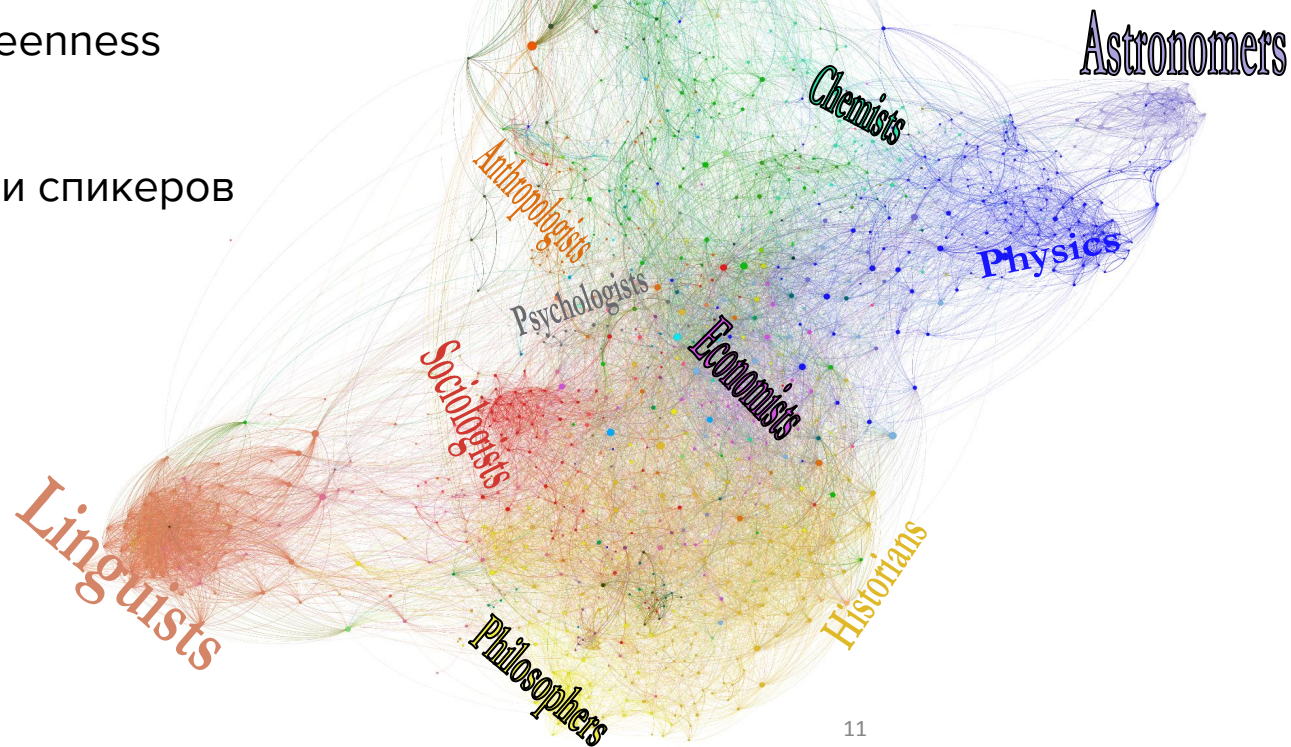 eenness
и спикеров
Astronomers
Chemists
Anthropologists
Physics
Psychologists
Economists
Sociologists
Linguists
Historians
Philosophers
11